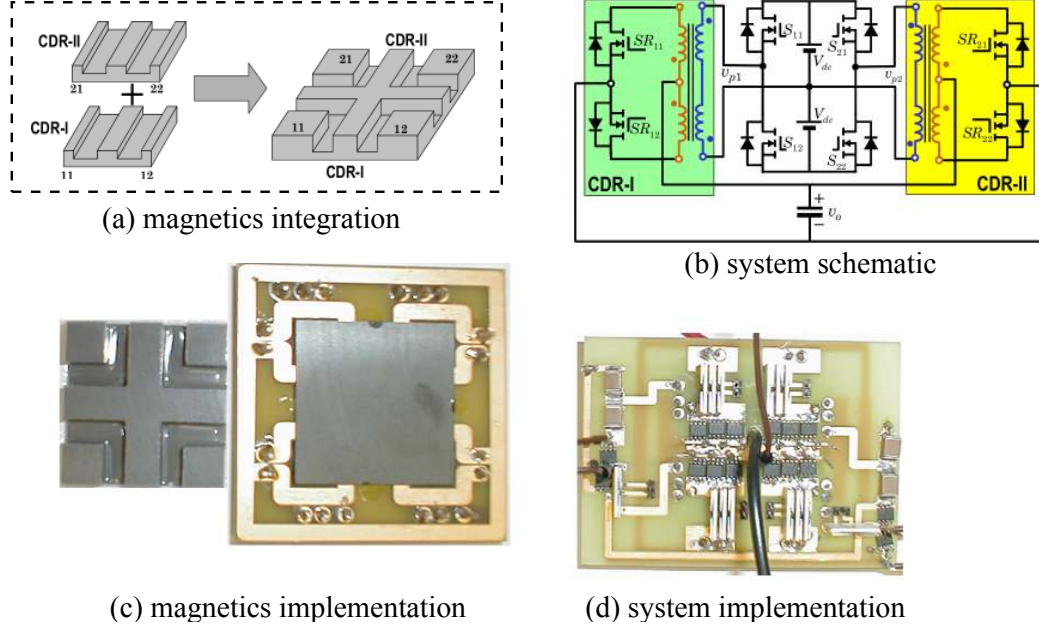 CDR-II
21
22
CDR-I
11
12
CDR-II
21
22
11
12
CDR-I
(a) magnetics integration
SR11
S11
S21
SR21
Vdc
vp1
vp2
SR12
Vdc
S12
S22
SR22
CDR-I
CDR-II
+
vo
−
(b) system schematic
(c) magnetics implementation
(d) system implementation